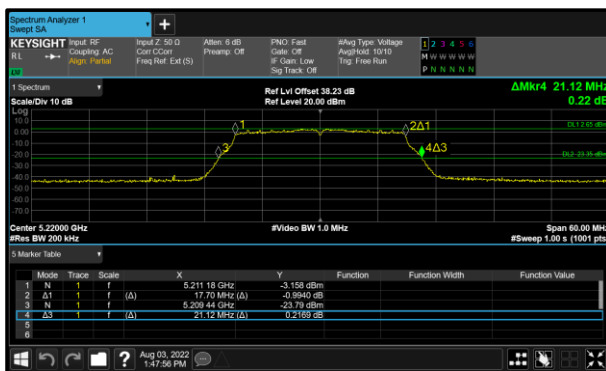 Spectrum Analyzer 1
Swept SA
+
KEYSIGHT Input: RF Input Z: 50 Ω Atten: 6 dB PNO: Fast #Avg Type: Voltage 1 2 3 4 5 6
RL Coupling: AC Corr CCorr Preamp: Off Gate: Off Avg|Hold: 10/10 M W W W W W
Align: Partial Freq Ref: Ext (S) IF Gain: Low Trig: Free Run
Sig Track: Off P N N N N N
LW
1 Spectrum Ref Lvl Offset 38.23 dB ΔMkr4 21.12 MHz
Scale/Div 10 dB Ref Level 20.00 dBm 0.22 dB
Log
10.0
0.00
-10.0
-20.0
-30.0
-40.0
-50.0
-60.0
-70.0
1
2Δ1
3
4Δ3
DL1 2.65 dBm
DL2 -23.35 dBm
Center 5.22000 GHz #Video BW 1.0 MHz Span 60.00 MHz
#Res BW 200 kHz #Sweep 1.00 s (1001 pts)
5 Marker Table
Mode Trace Scale X Y Function Function Width Function Value
1 N 1 f 5.211 18 GHz -3.158 dBm
2 Δ1 1 f (Δ) 17.70 MHz (Δ) -0.9940 dB
3 N 1 f 5.209 44 GHz -23.79 dBm
4 Δ3 1 f (Δ) 21.12 MHz (Δ) 0.2169 dB
5
6
? Aug 03, 2022
1:47:56 PM